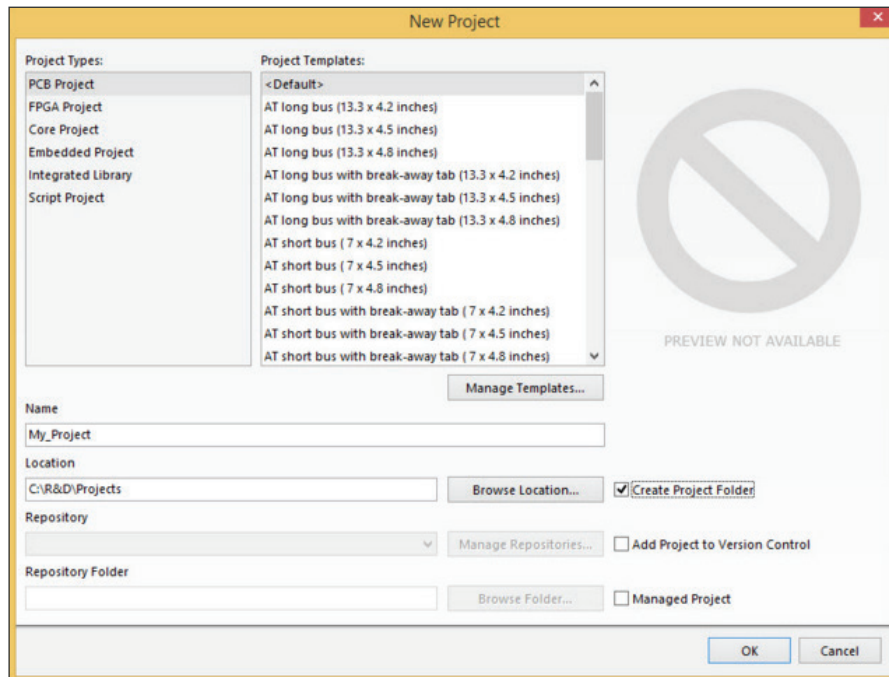 New Project
Project Types:
PCB Project
FPGA Project
Core Project
Embedded Project
Integrated Library
Script Project
Project Templates:
<Default>
AT long bus (13.3 x 4.2 inches)
AT long bus (13.3 x 4.5 inches)
AT long bus (13.3 x 4.8 inches)
AT long bus with break-away tab (13.3 x 4.2 inches)
AT long bus with break-away tab (13.3 x 4.5 inches)
AT long bus with break-away tab (13.3 x 4.8 inches)
AT short bus ( 7 x 4.2 inches)
AT short bus ( 7 x 4.5 inches)
AT short bus ( 7 x 4.8 inches)
AT short bus with break-away tab ( 7 x 4.2 inches)
AT short bus with break-away tab ( 7 x 4.5 inches)
AT short bus with break-away tab ( 7 x 4.8 inches)
PREVIEW NOT AVAILABLE
Manage Templates...
Name
My_Project
Location
C:\R&D\Projects
Browse Location...
Create Project Folder
Repository
Manage Repositories...
Add Project to Version Control
Repository Folder
Browse Folder...
Managed Project
OK
Cancel